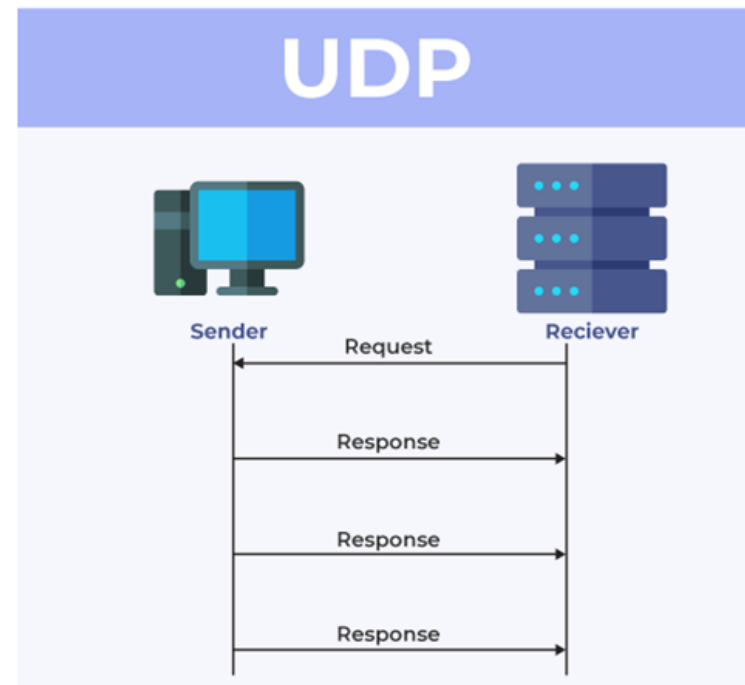 UDP
Sender
Reciever
Request
Response
Response
Response